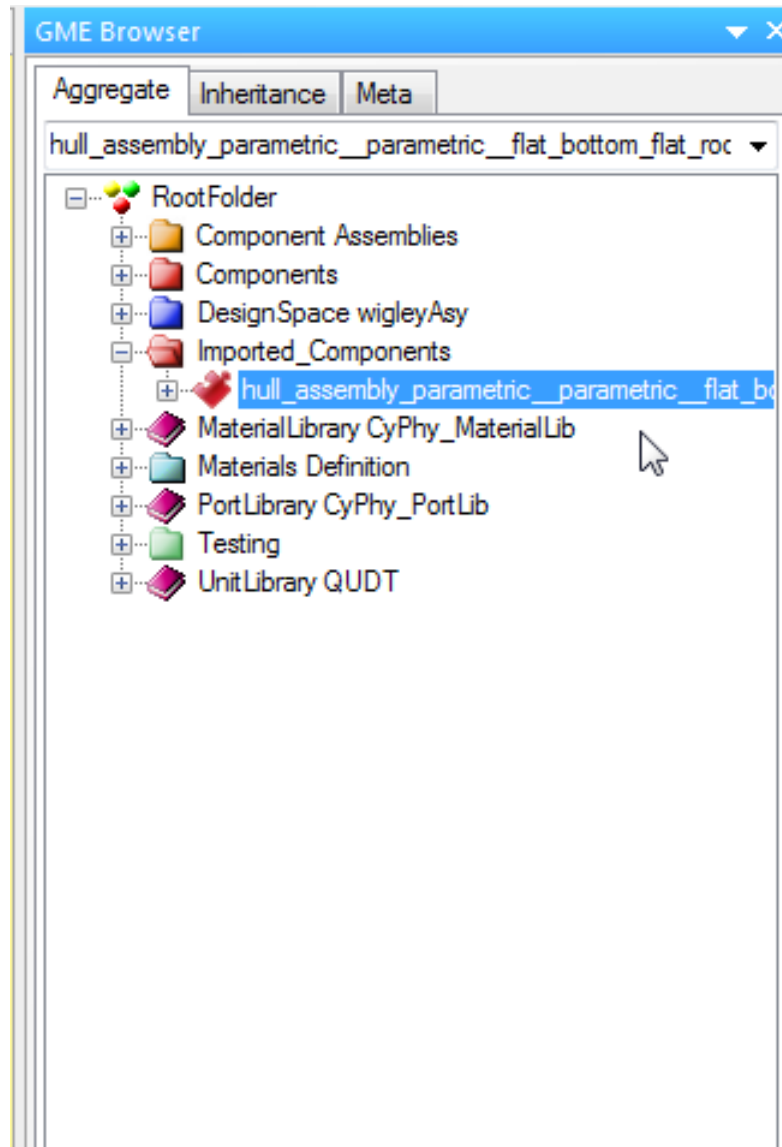 GME Browser
Aggregate Inheritance Meta
hull_assembly_parametric__parametric__flat_bottom_flat_roo
RootFolder
Component Assemblies
Components
DesignSpace wigleyAsy
Imported_Components
hull_assembly_parametric__parametric__flat_bo
MaterialLibrary CyPhy_MaterialLib
Materials Definition
PortLibrary CyPhy_PortLib
Testing
UnitLibrary QUDT